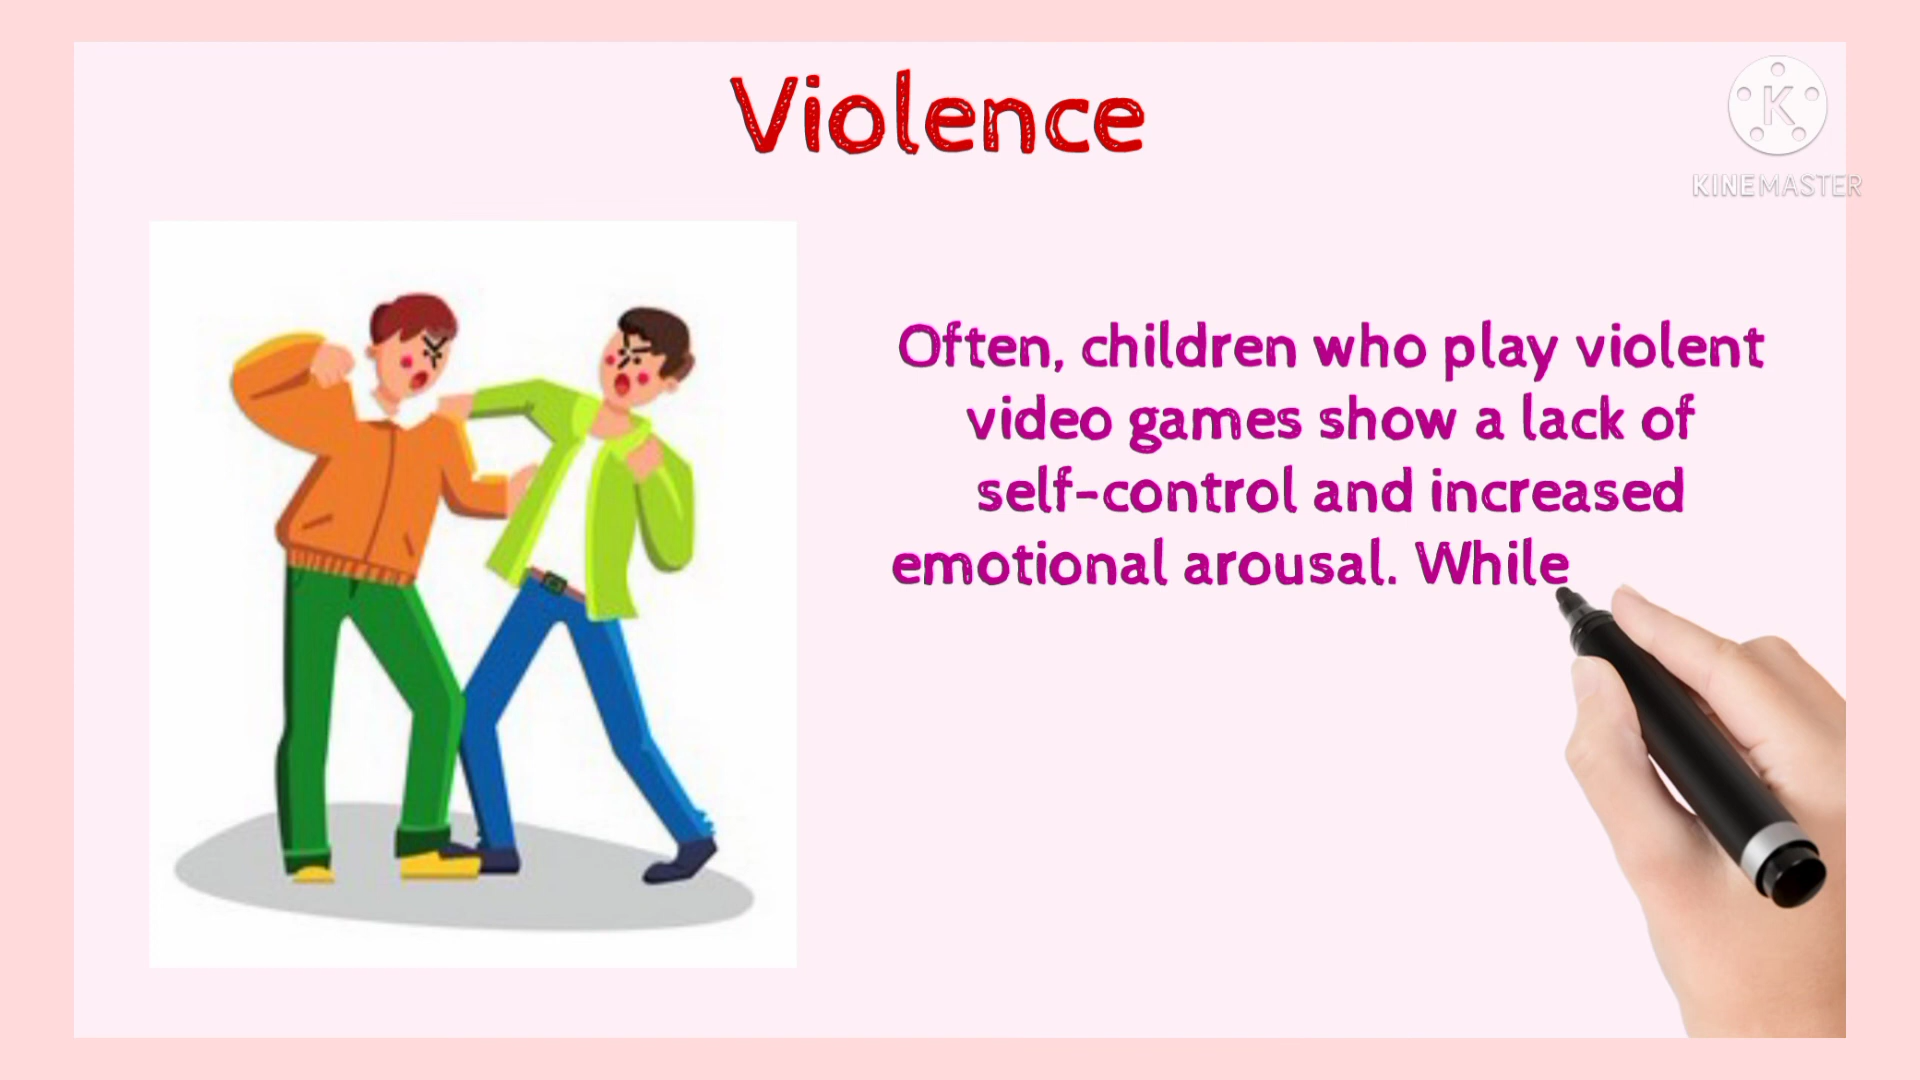 Violence
K
KINEMASTER
Often, children who play violent
video games show a lack of
self-control and increased
emotional arousal. While